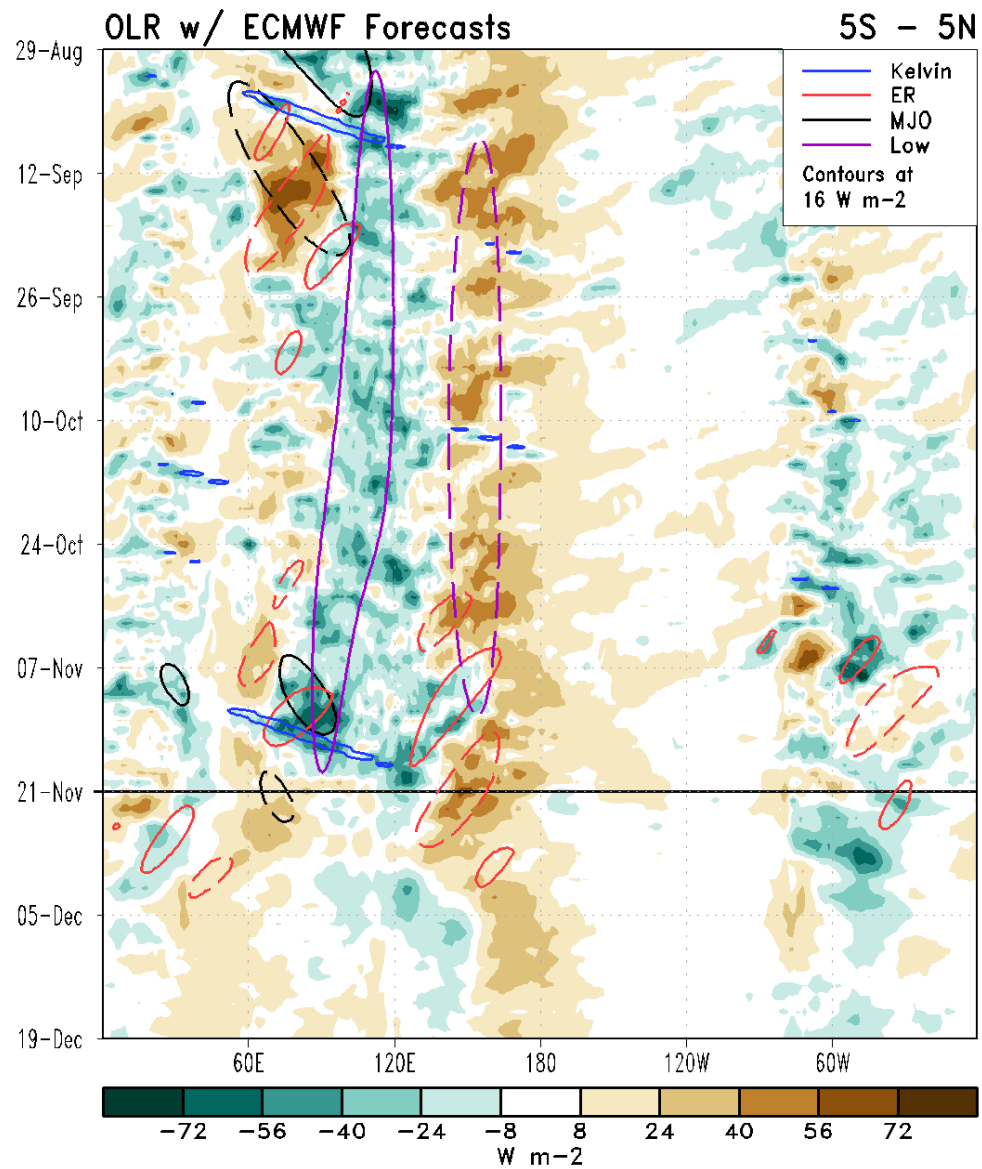 OLR w/ ECMWF Forecasts 5S - 5N
29-Aug
12-Sep
26-Sep
10-Oct
24-Oct
07-Nov
21-Nov
05-Dec
19-Dec
Kelvin
ER
MJO
Low
Contours at
16 W m-2
60E 120E 180 120W 60W
-72 -56 -40 -24 -8 8 24 40 56 72
W m-2